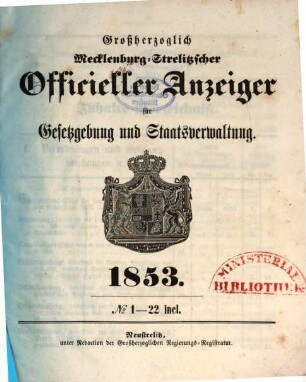 Großherzoglich
Mecklenburg-Strelitzscher
Officieller Anzeiger
für
Gesetzgebung und Staatsverwaltung.
1853.
№ 1—22 incl.
MINISTERIAL
BIBLIOTHEK
Neustrelitz,
unter Redaction der Großherzoglichen Regierungs-Registratur.